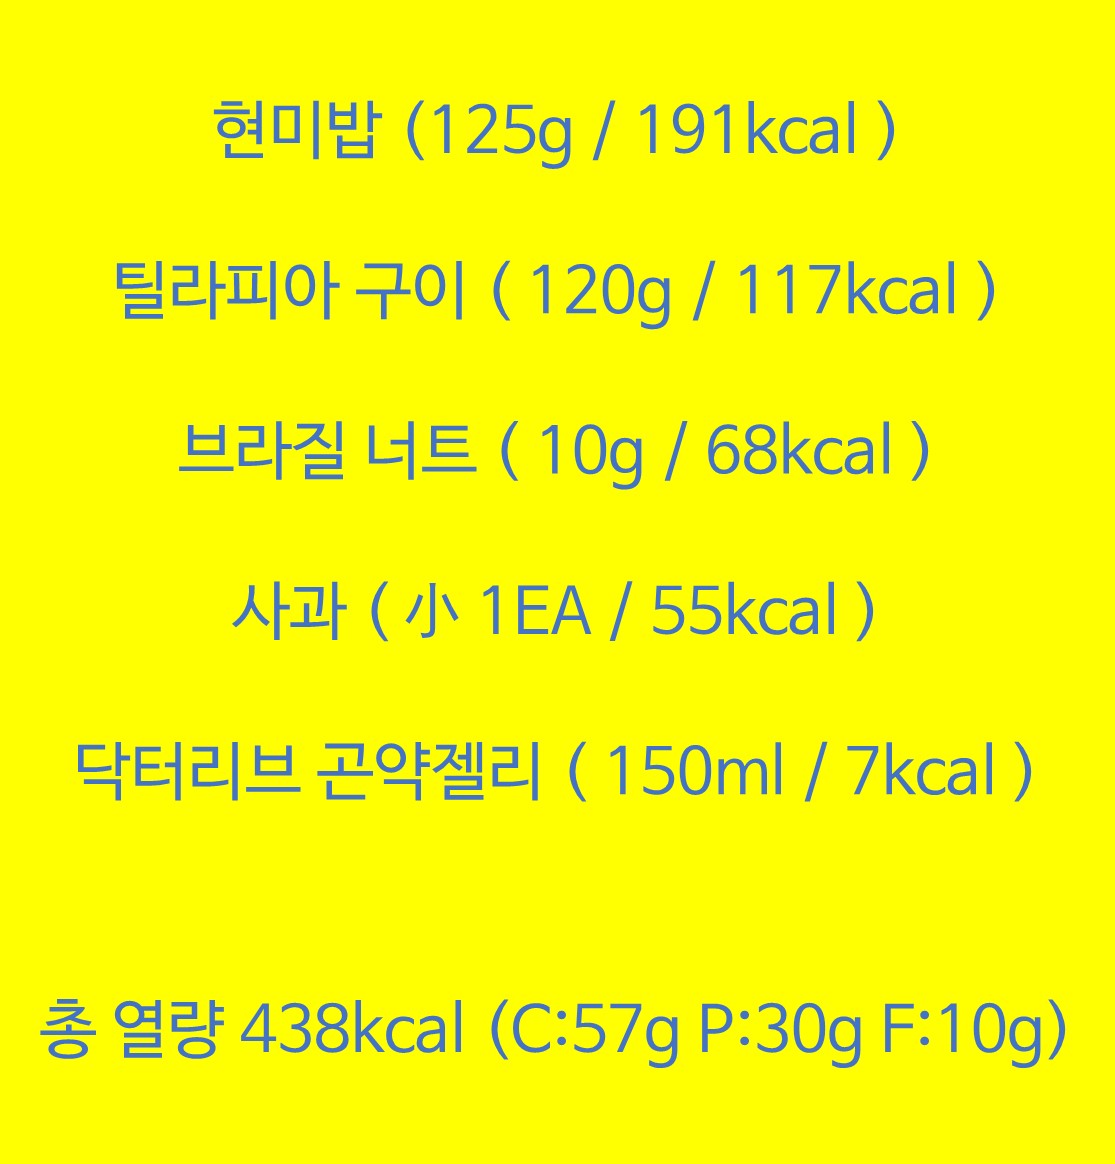 현미밥 (125g / 191kcal )
틸라피아 구이 ( 120g / 117kcal )
브라질 너트 ( 10g / 68kcal )
사과 ( 小 1EA / 55kcal )
닥터리브 곤약젤리 ( 150ml / 7kcal )
총 열량 438kcal (C:57g P:30g F:10g)